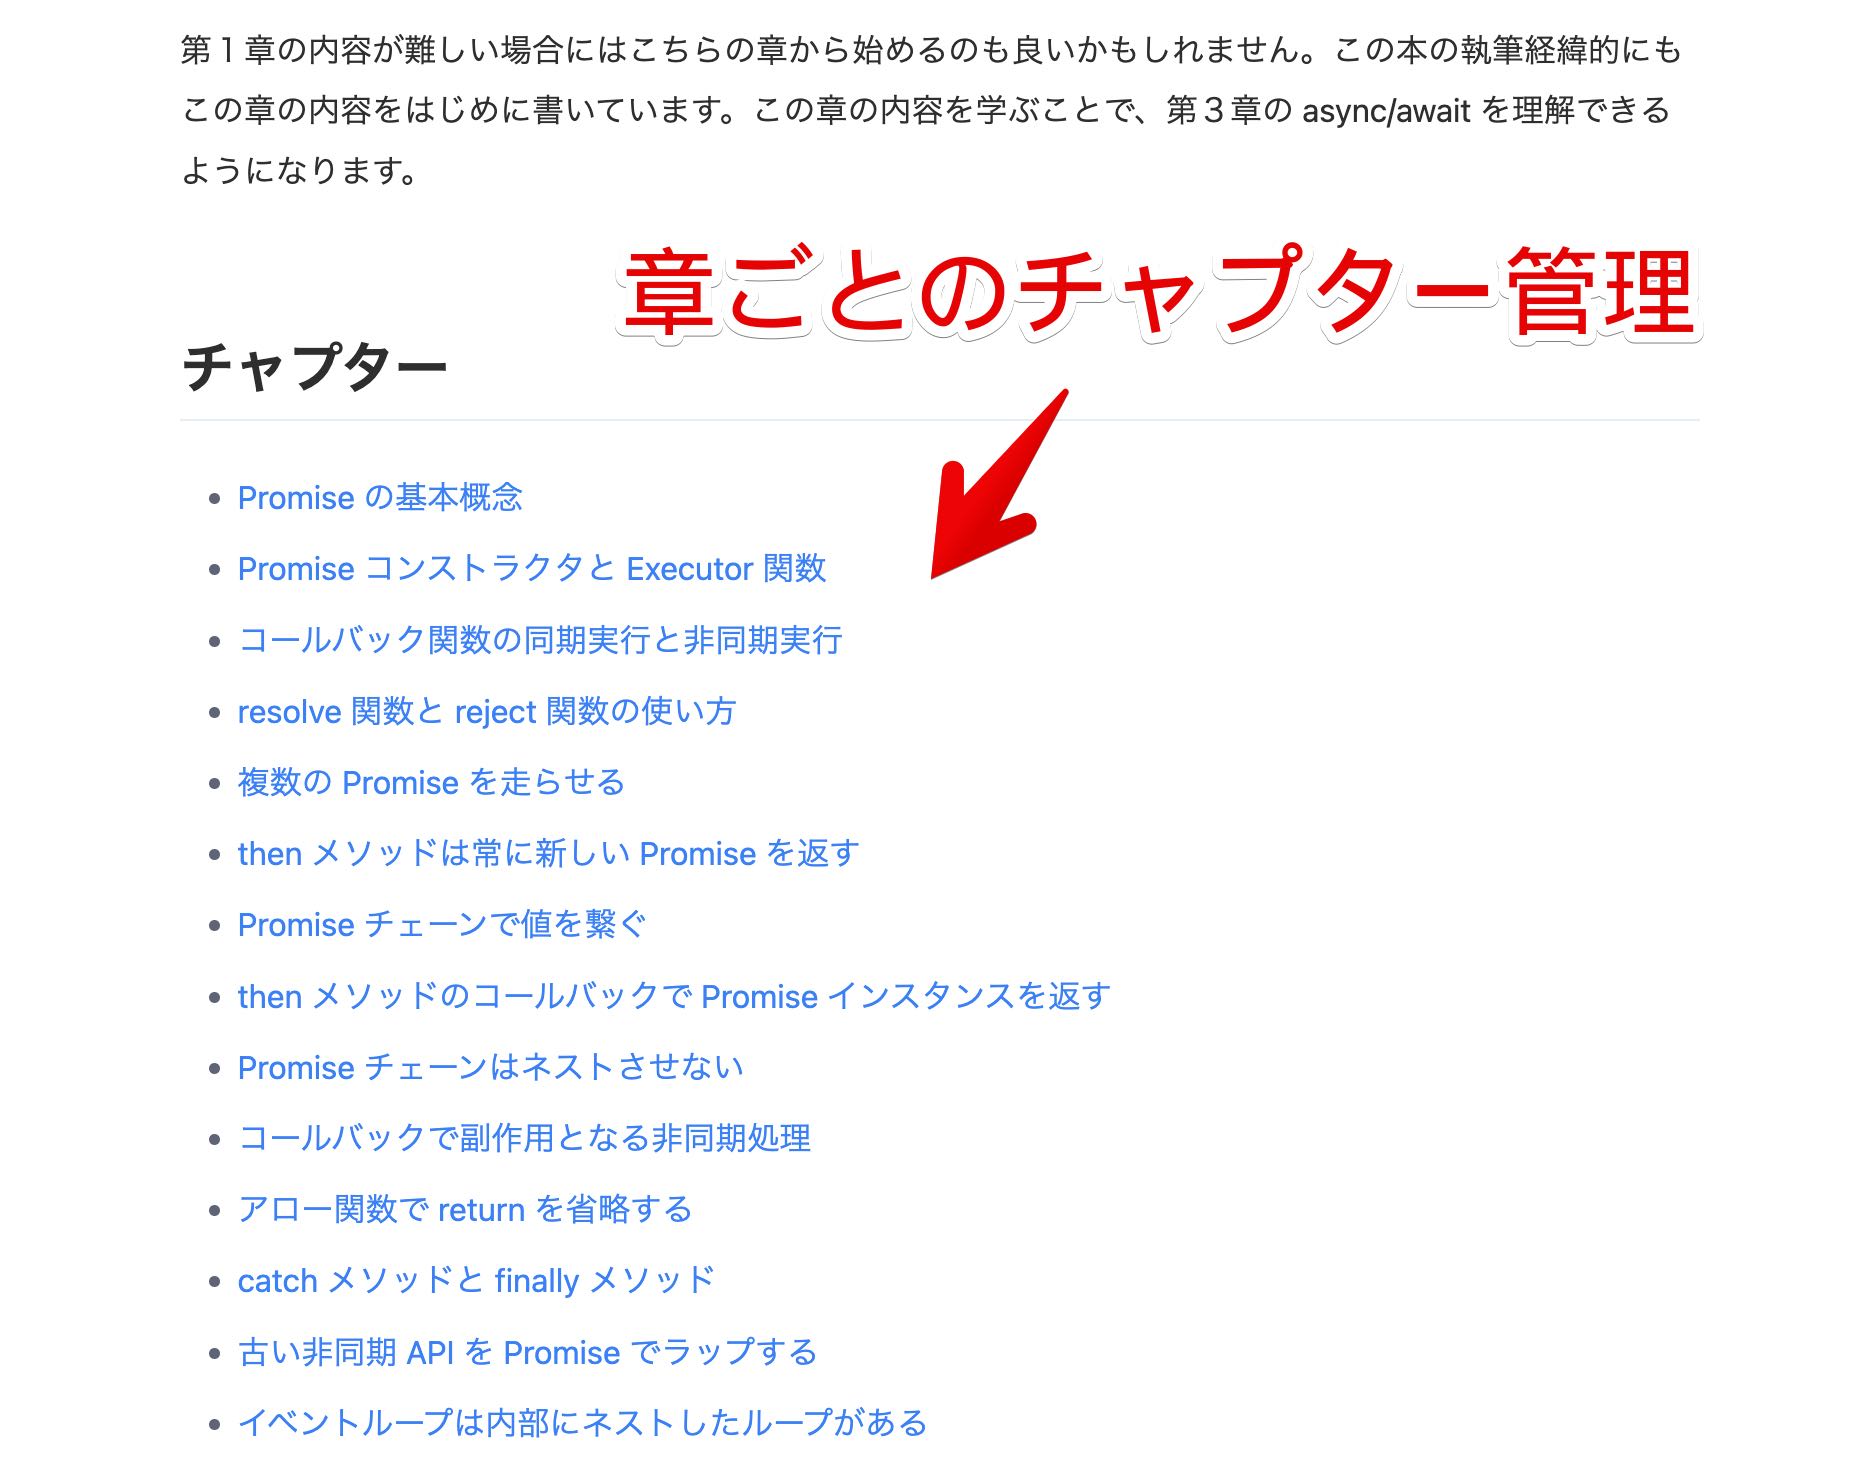 第１章の内容が難しい場合にはこちらの章から始めるのも良いかもしれません。この本の執筆経緯的にも
この章の内容をはじめに書いています。この章の内容を学ぶことで、第３章の async/await を理解できる
ようになります。
章ごとのチャプター管理
チャプター
Promise の基本概念
Promise コンストラクタと Executor 関数
コールバック関数の同期実行と非同期実行
resolve 関数と reject 関数の使い方
複数の Promise を走らせる
then メソッドは常に新しい Promise を返す
Promise チェーンで値を繋ぐ
then メソッドのコールバックで Promise インスタンスを返す
Promise チェーンはネストさせない
コールバックで副作用となる非同期処理
アロー関数で return を省略する
catch メソッドと finally メソッド
古い非同期 API を Promise でラップする
イベントループは内部にネストしたループがある